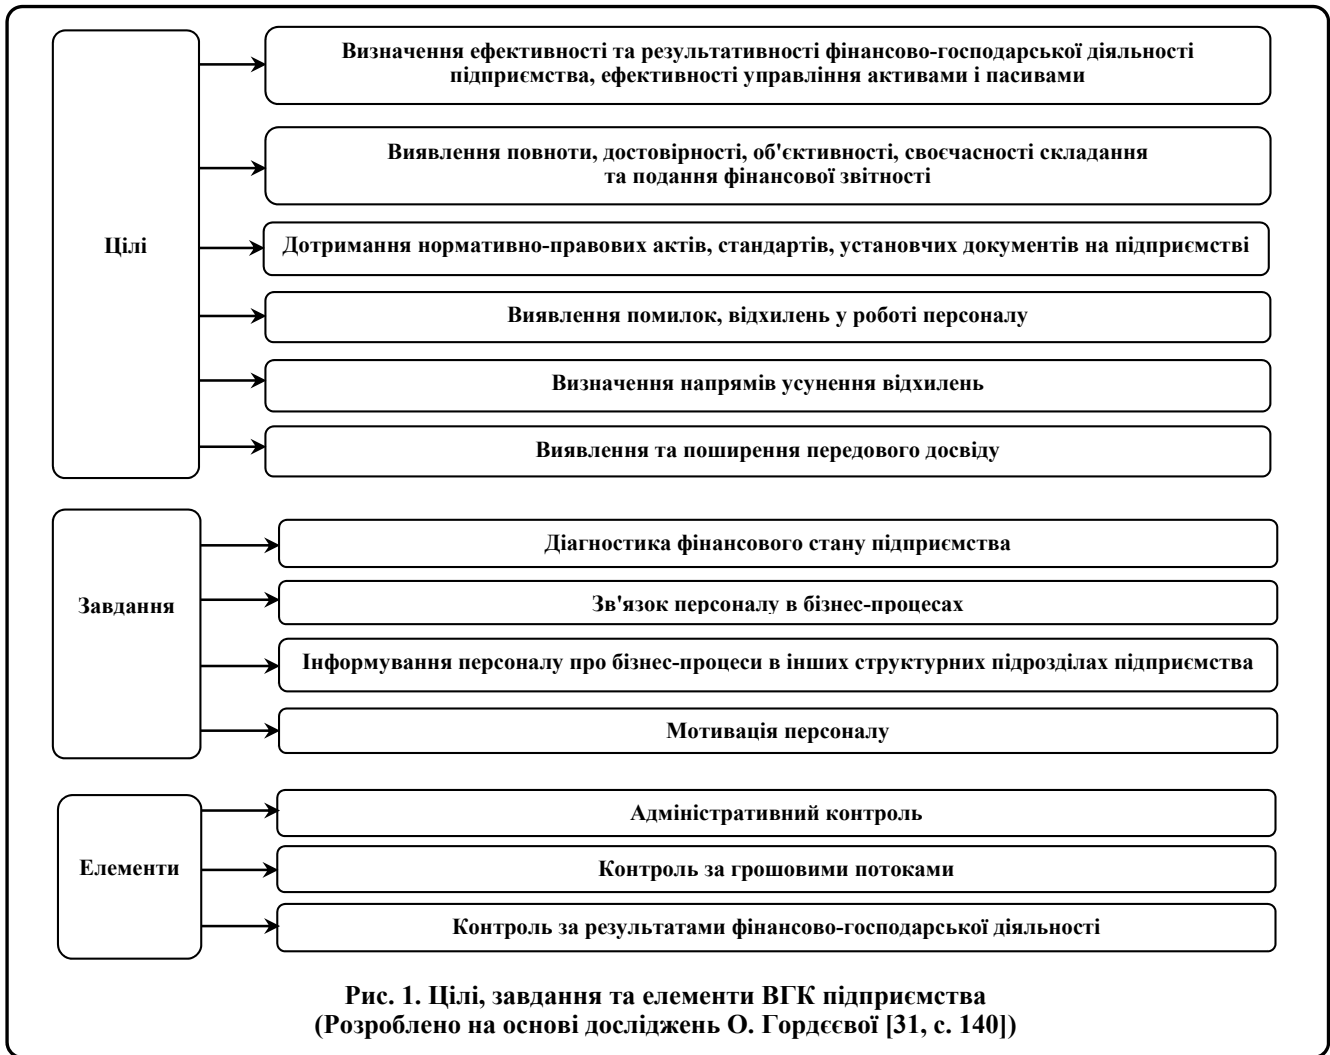 Цілі
Визначення ефективності та результативності фінансово-господарської діяльності
підприємства, ефективності управління активами і пасивами
Виявлення повноти, достовірності, об'єктивності, своєчасності складання
та подання фінансової звітності
Дотримання нормативно-правових актів, стандартів, установчих документів на підприємстві
Виявлення помилок, відхилень у роботі персоналу
Визначення напрямів усунення відхилень
Виявлення та поширення передового досвіду
Завдання
Діагностика фінансового стану підприємства
Зв'язок персоналу в бізнес-процесах
Інформування персоналу про бізнес-процеси в інших структурних підрозділах підприємства
Мотивація персоналу
Елементи
Адміністративний контроль
Контроль за грошовими потоками
Контроль за результатами фінансово-господарської діяльності
Рис. 1. Цілі, завдання та елементи ВГК підприємства
(Розроблено на основі досліджень О. Гордєєвої [31, с. 140])